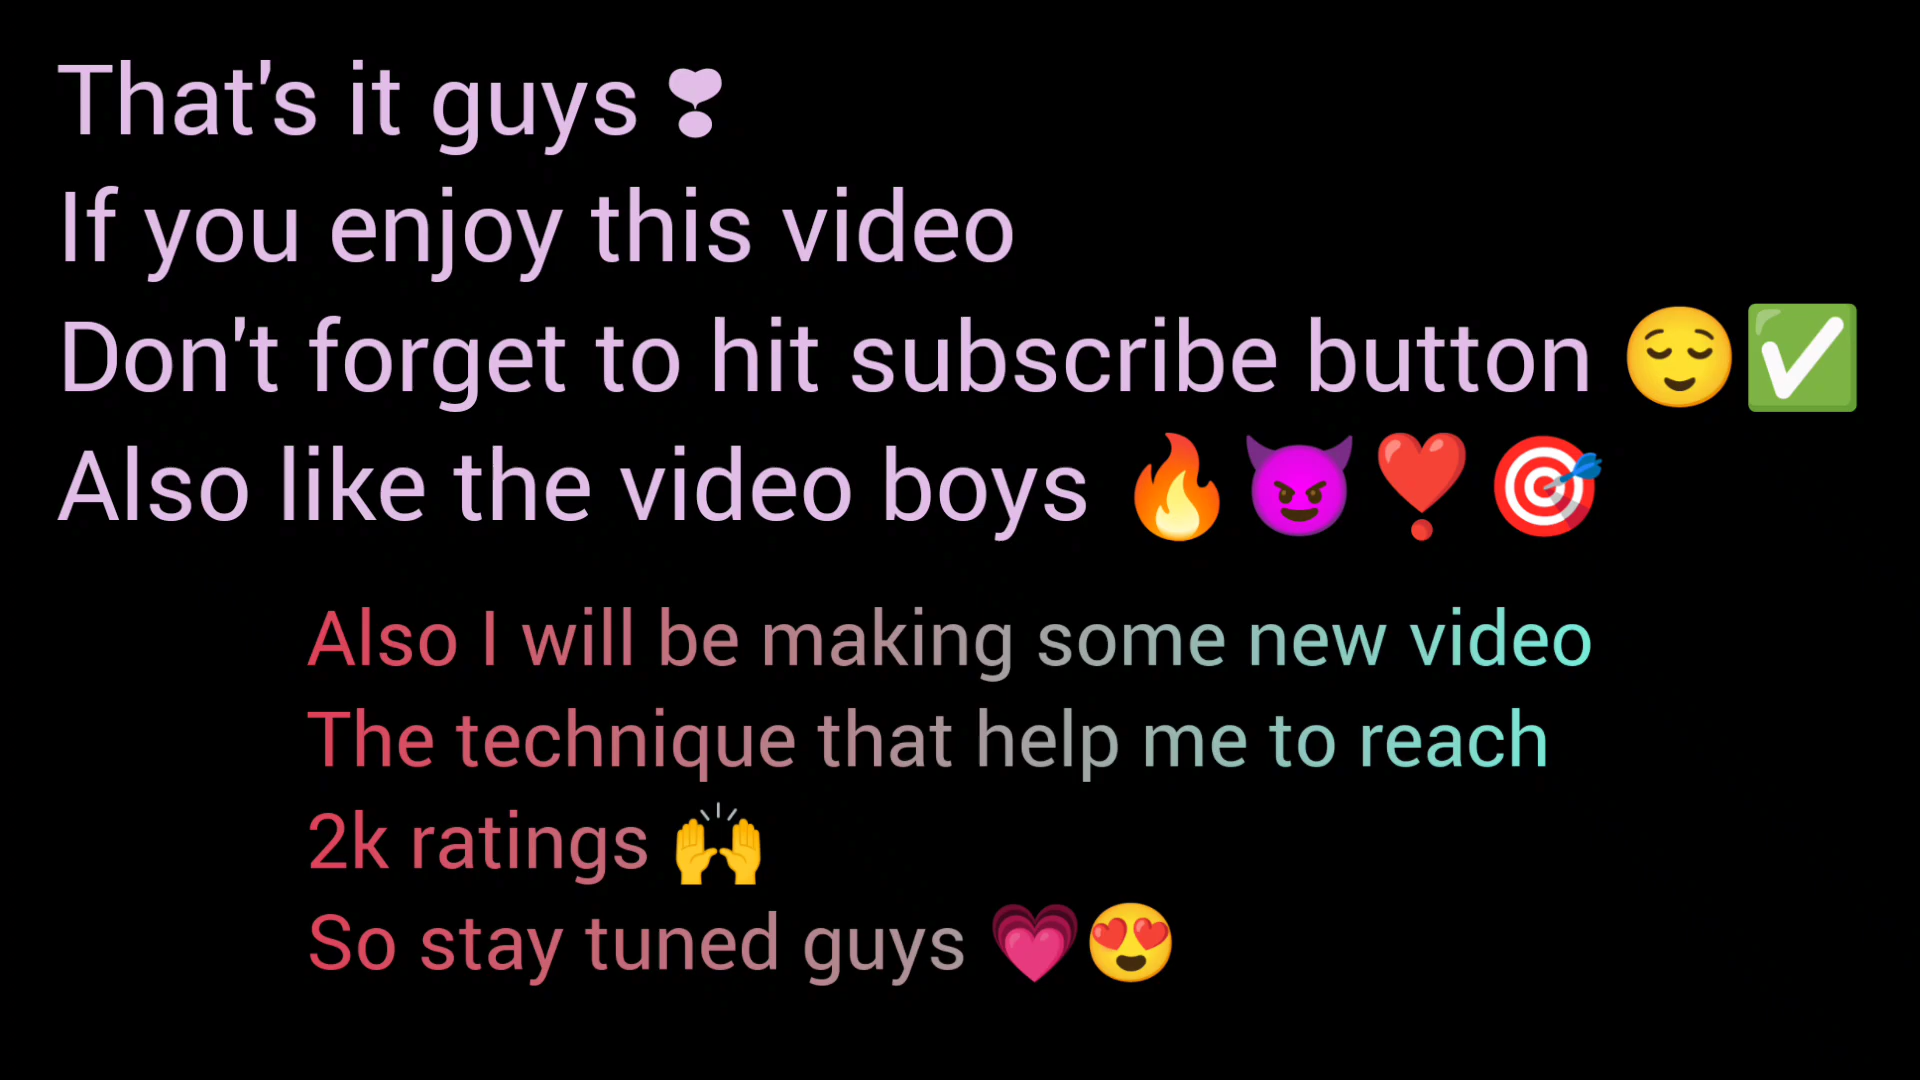 That's it guys ❣
If you enjoy this video
Don't forget to hit subscribe button 😌✅
Also like the video boys 🔥😈❣️🎯
Also I will be making some new video
The technique that help me to reach
2k ratings 🙌
So stay tuned guys 💗😍